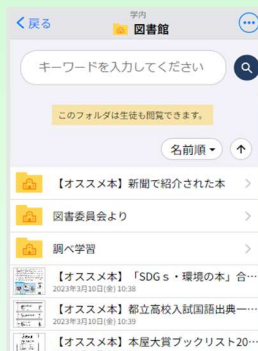 学内
戻る
図書館
キーワードを入力してください
このフォルダは生徒も閲覧できます。
名前順
【オススメ本】新聞で紹介された本
図書委員会より
調べ学習
【オススメ本】「SDGs・環境の本」合…
2023年3月10日(金) 10:38
【オススメ本】都立高校入試国語出典一…
2023年3月10日(金) 10:39
【オススメ本】本屋大賞ブックリスト20…